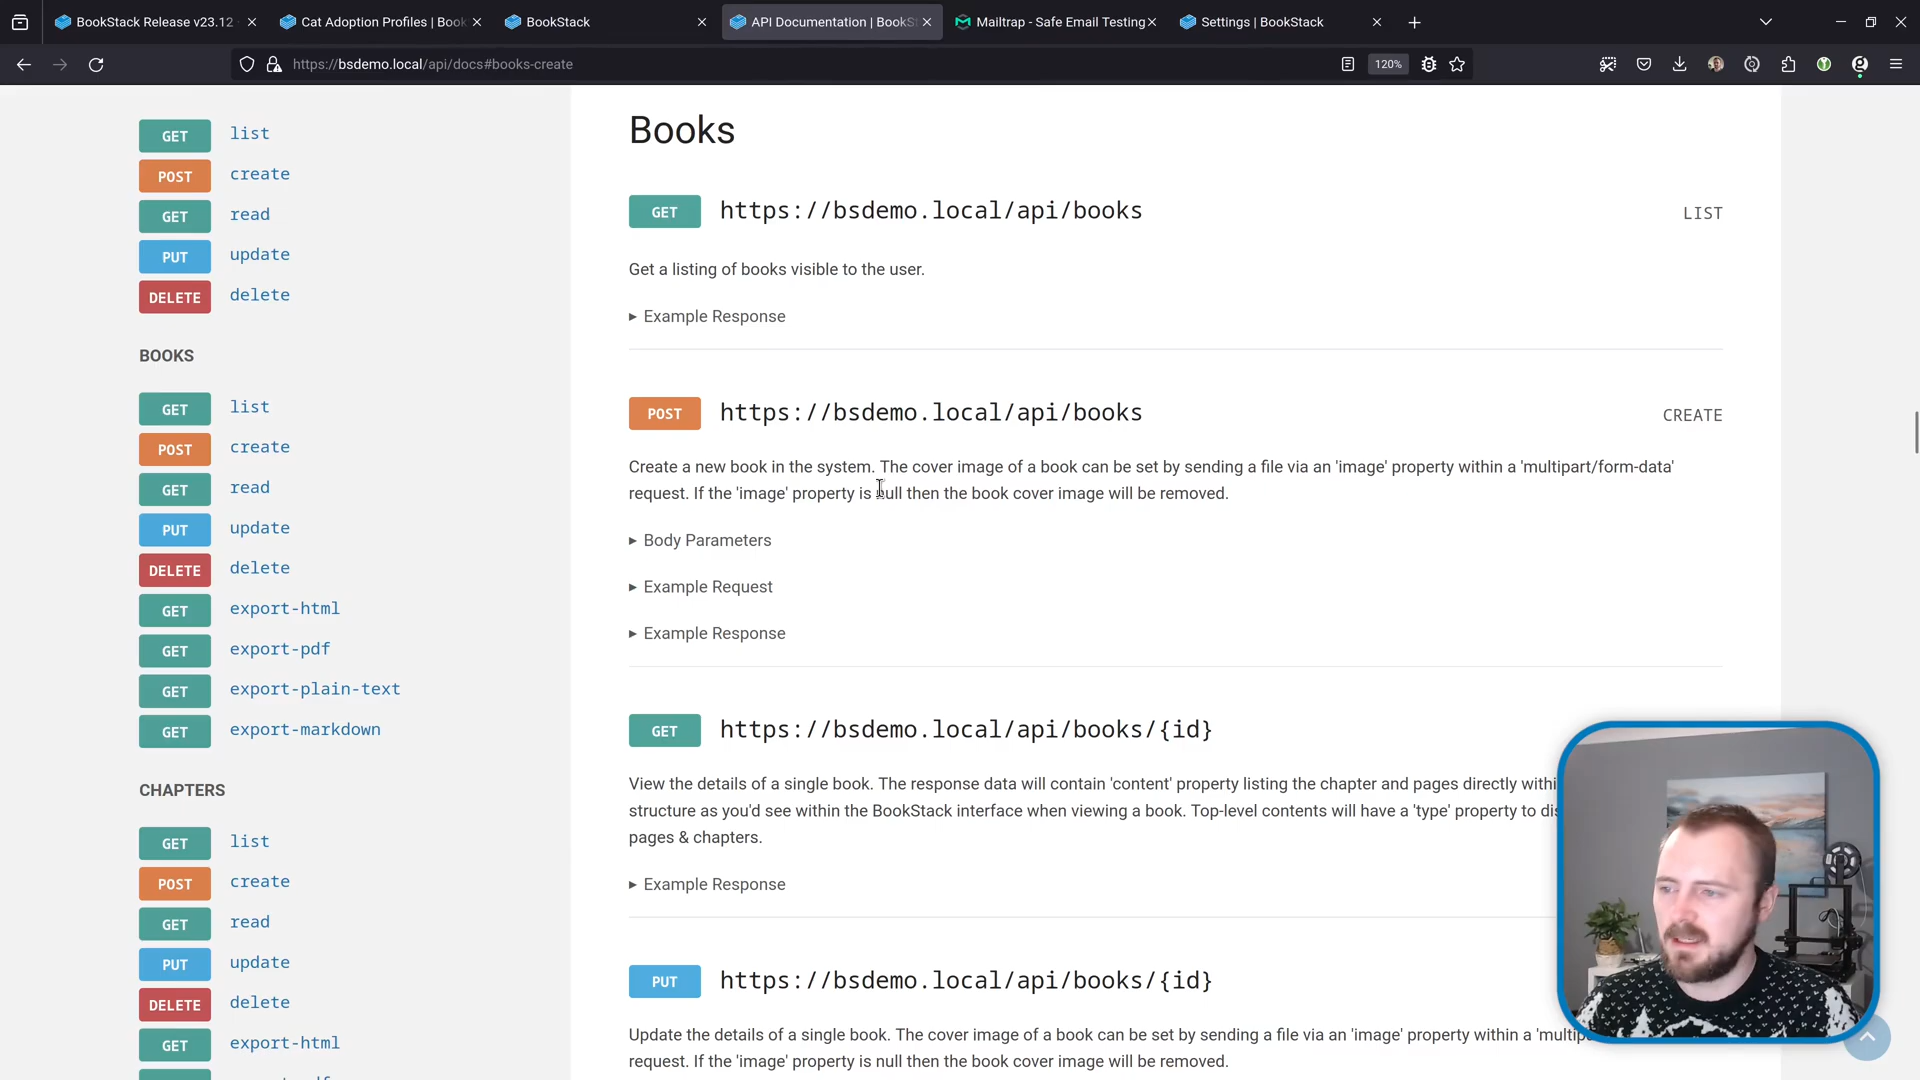 BookStack Release v23.12
Cat Adoption Profiles | Book
BookStack
API Documentation | BookSt
Mailtrap - Safe Email Testing
Settings | BookStack
https://bsdemo.local/api/docs#books-create
120%
GET list
POST create
GET read
PUT update
DELETE delete
BOOKS
GET list
POST create
GET read
PUT update
DELETE delete
GET export-html
GET export-pdf
GET export-plain-text
GET export-markdown
CHAPTERS
GET list
POST create
GET read
PUT update
DELETE delete
GET export-html
Books
GET https://bsdemo.local/api/books LIST
Get a listing of books visible to the user.
Example Response
POST https://bsdemo.local/api/books CREATE
Create a new book in the system. The cover image of a book can be set by sending a file via an 'image' property within a 'multipart/form-data'
request. If the 'image' property is null then the book cover image will be removed.
Body Parameters
Example Request
Example Response
GET https://bsdemo.local/api/books/{id}
View the details of a single book. The response data will contain 'content' property listing the chapter and pages directly withi
structure as you'd see within the BookStack interface when viewing a book. Top-level contents will have a 'type' property to di
pages & chapters.
Example Response
PUT https://bsdemo.local/api/books/{id}
Update the details of a single book. The cover image of a book can be set by sending a file via an 'image' property within a 'multip
request. If the 'image' property is null then the book cover image will be removed.